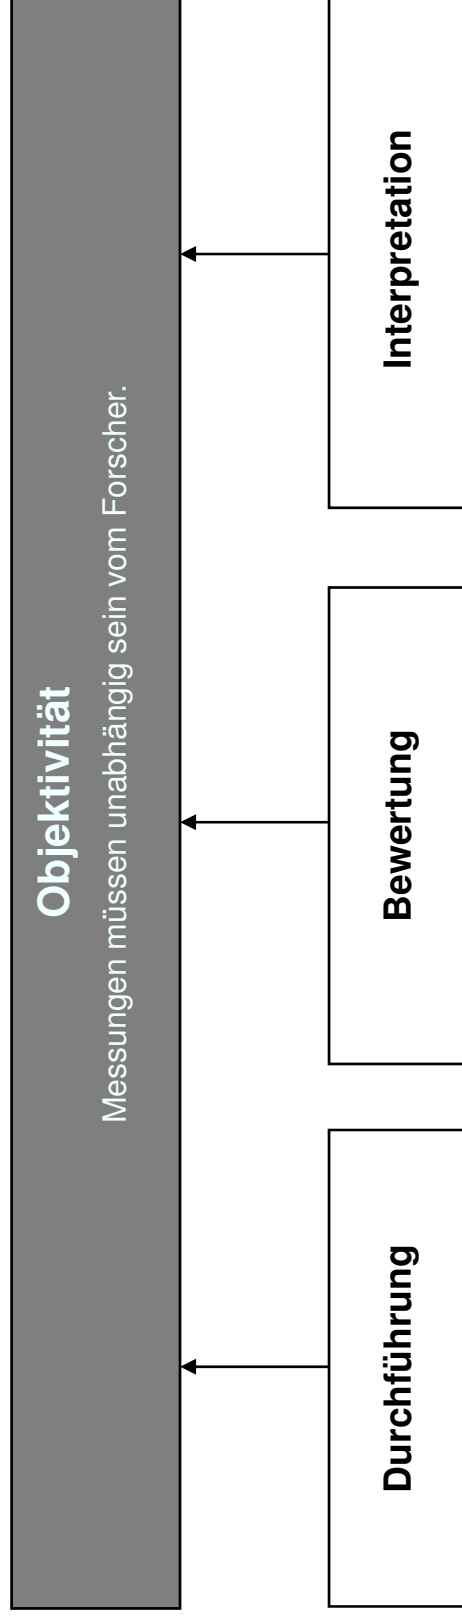 Objektivität
Messungen müssen unabhängig sein vom Forscher.
Durchführung
Bewertung
Interpretation